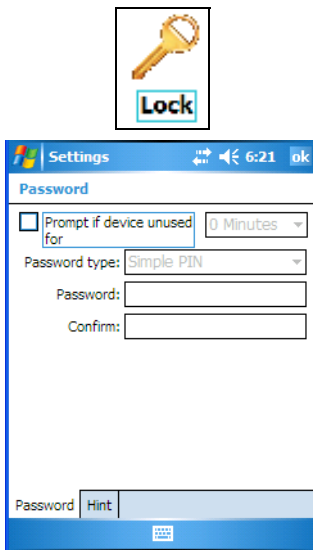 Lock
Settings 6:21 ok
Password
Prompt if device unused 0 Minutes
for
Password type: Simple PIN
Password:
Confirm:
Password Hint